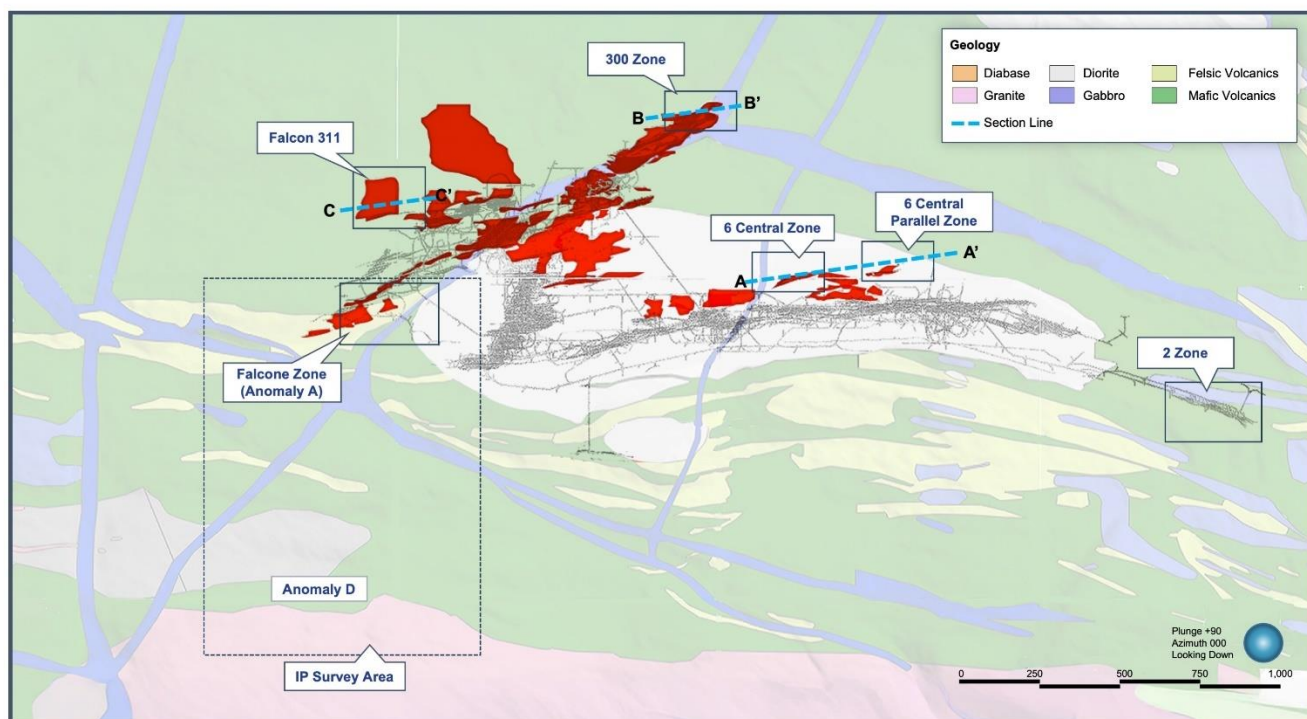 300 Zone
B
B'
Falcon 311
C
C'
6 Central Zone
6 Central
Parallel Zone
A
A'
2 Zone
Falcone Zone
(Anomaly A)
Anomaly D
IP Survey Area
Geology
Diabase
Diorite
Felsic Volcanics
Granite
Gabbro
Mafic Volcanics
Section Line
Plunge +90
Azimuth 000
Looking Down
0 250 500 750 1,000